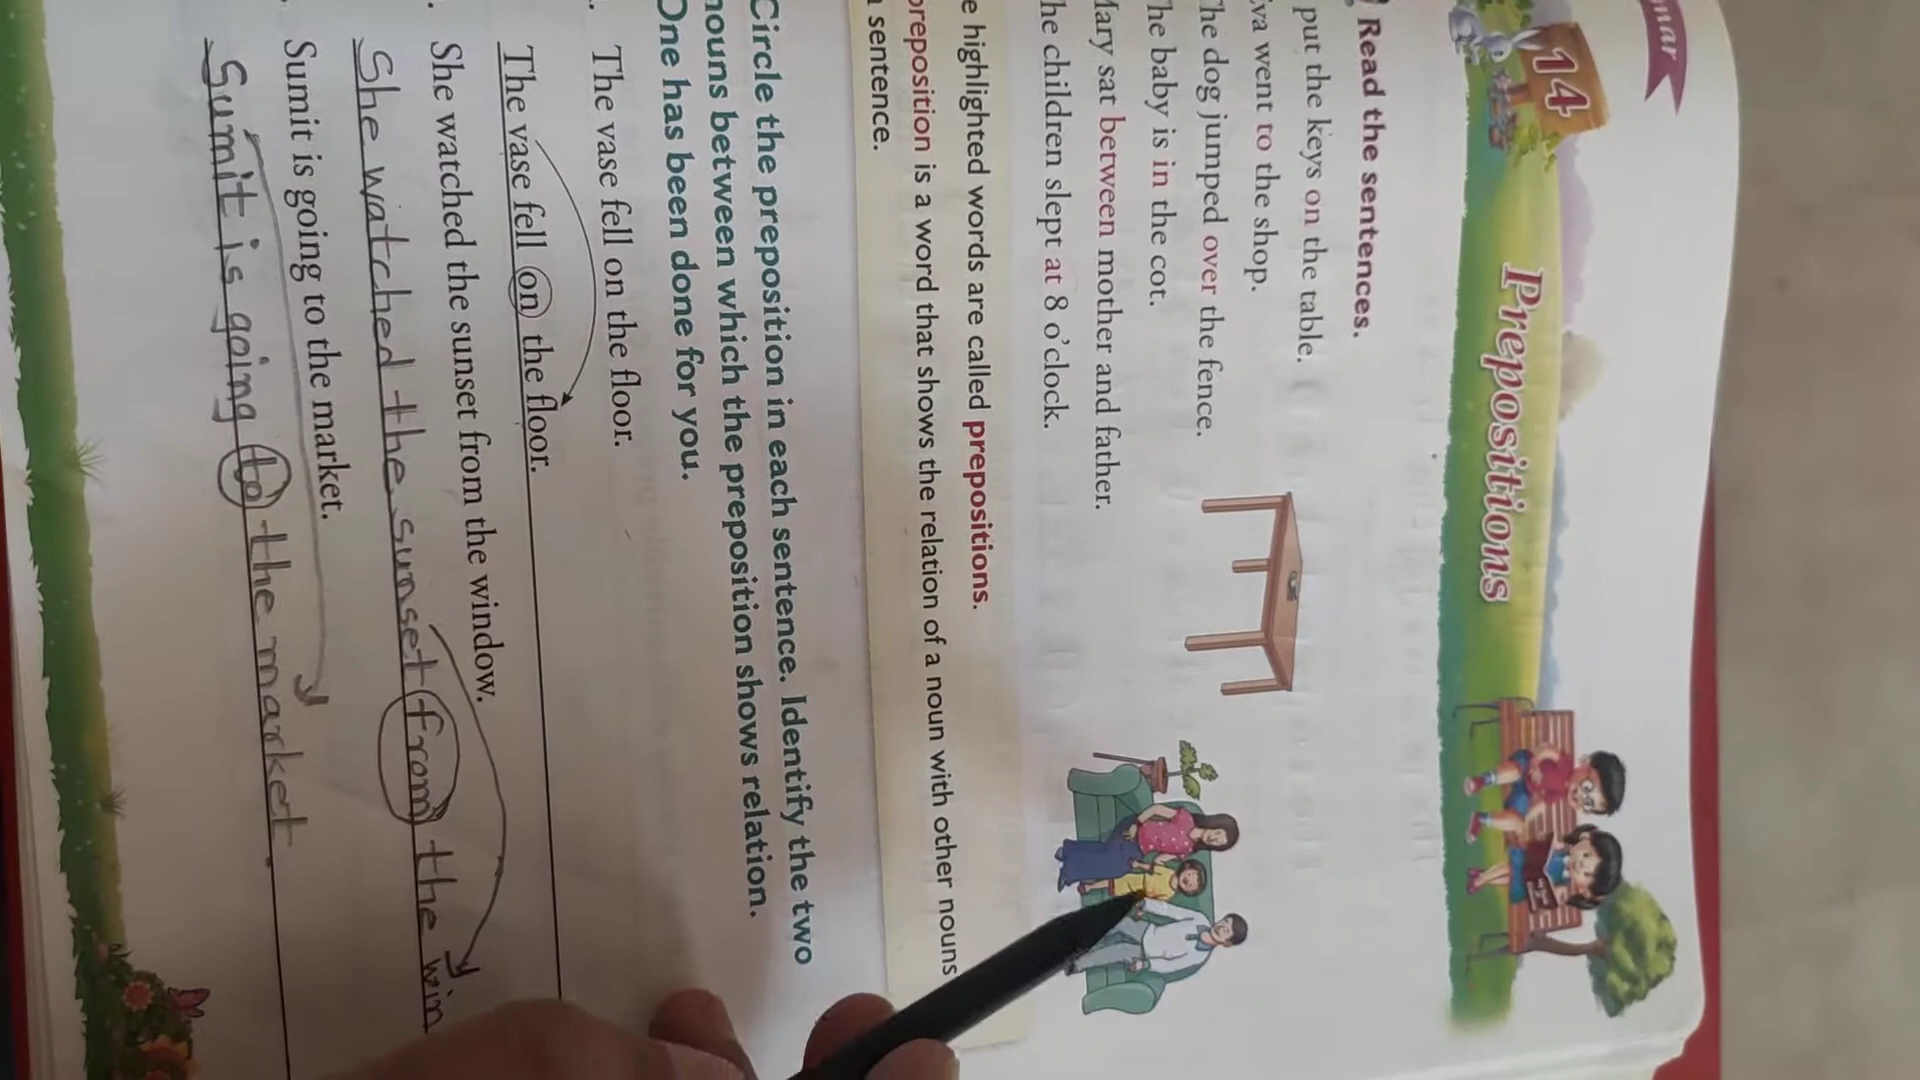 mar
14
Prepositions
Read the sentences.
put the keys on the table.
va went to the shop.
he dog jumped over the fence.
he baby is in the cot.
Mary sat between mother and father.
he children slept at 8 o'clock.
e highlighted words are called prepositions.
preposition is a word that shows the relation of a noun with other nouns
a sentence.
Circle the preposition in each sentence. Identify the two
nouns between which the preposition shows relation.
One has been done for you.
The vase fell on the floor.
The vase fell on the floor.
She watched the sunset from the window.
She watched the sunset from the win
Sumit is going to the market.
Sumit is going to the market.